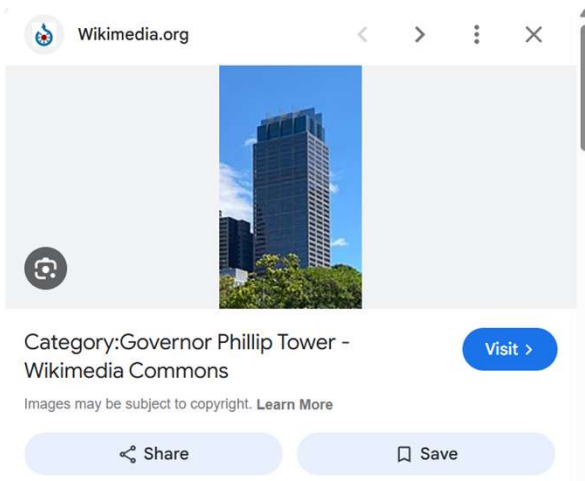 Wikimedia.org
Category:Governor Phillip Tower -
Wikimedia Commons
Visit
Images may be subject to copyright. Learn More
Share
Save